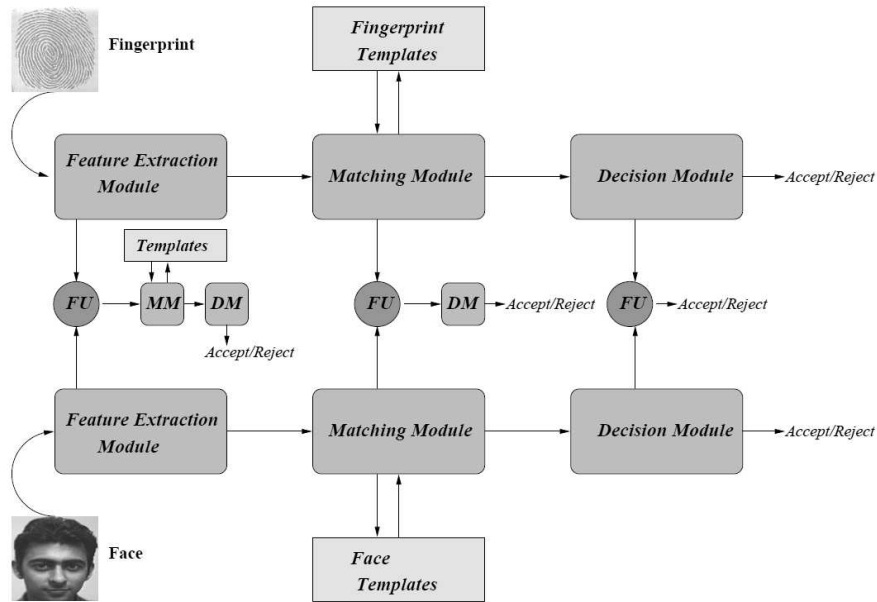 Fingerprint
Fingerprint
Templates
Feature Extraction
Module
Matching Module
Decision Module
Accept/Reject
Templates
FU
MM
DM
Accept/Reject
FU
DM
Accept/Reject
FU
Accept/Reject
Feature Extraction
Module
Matching Module
Decision Module
Accept/Reject
Face
Face
Templates